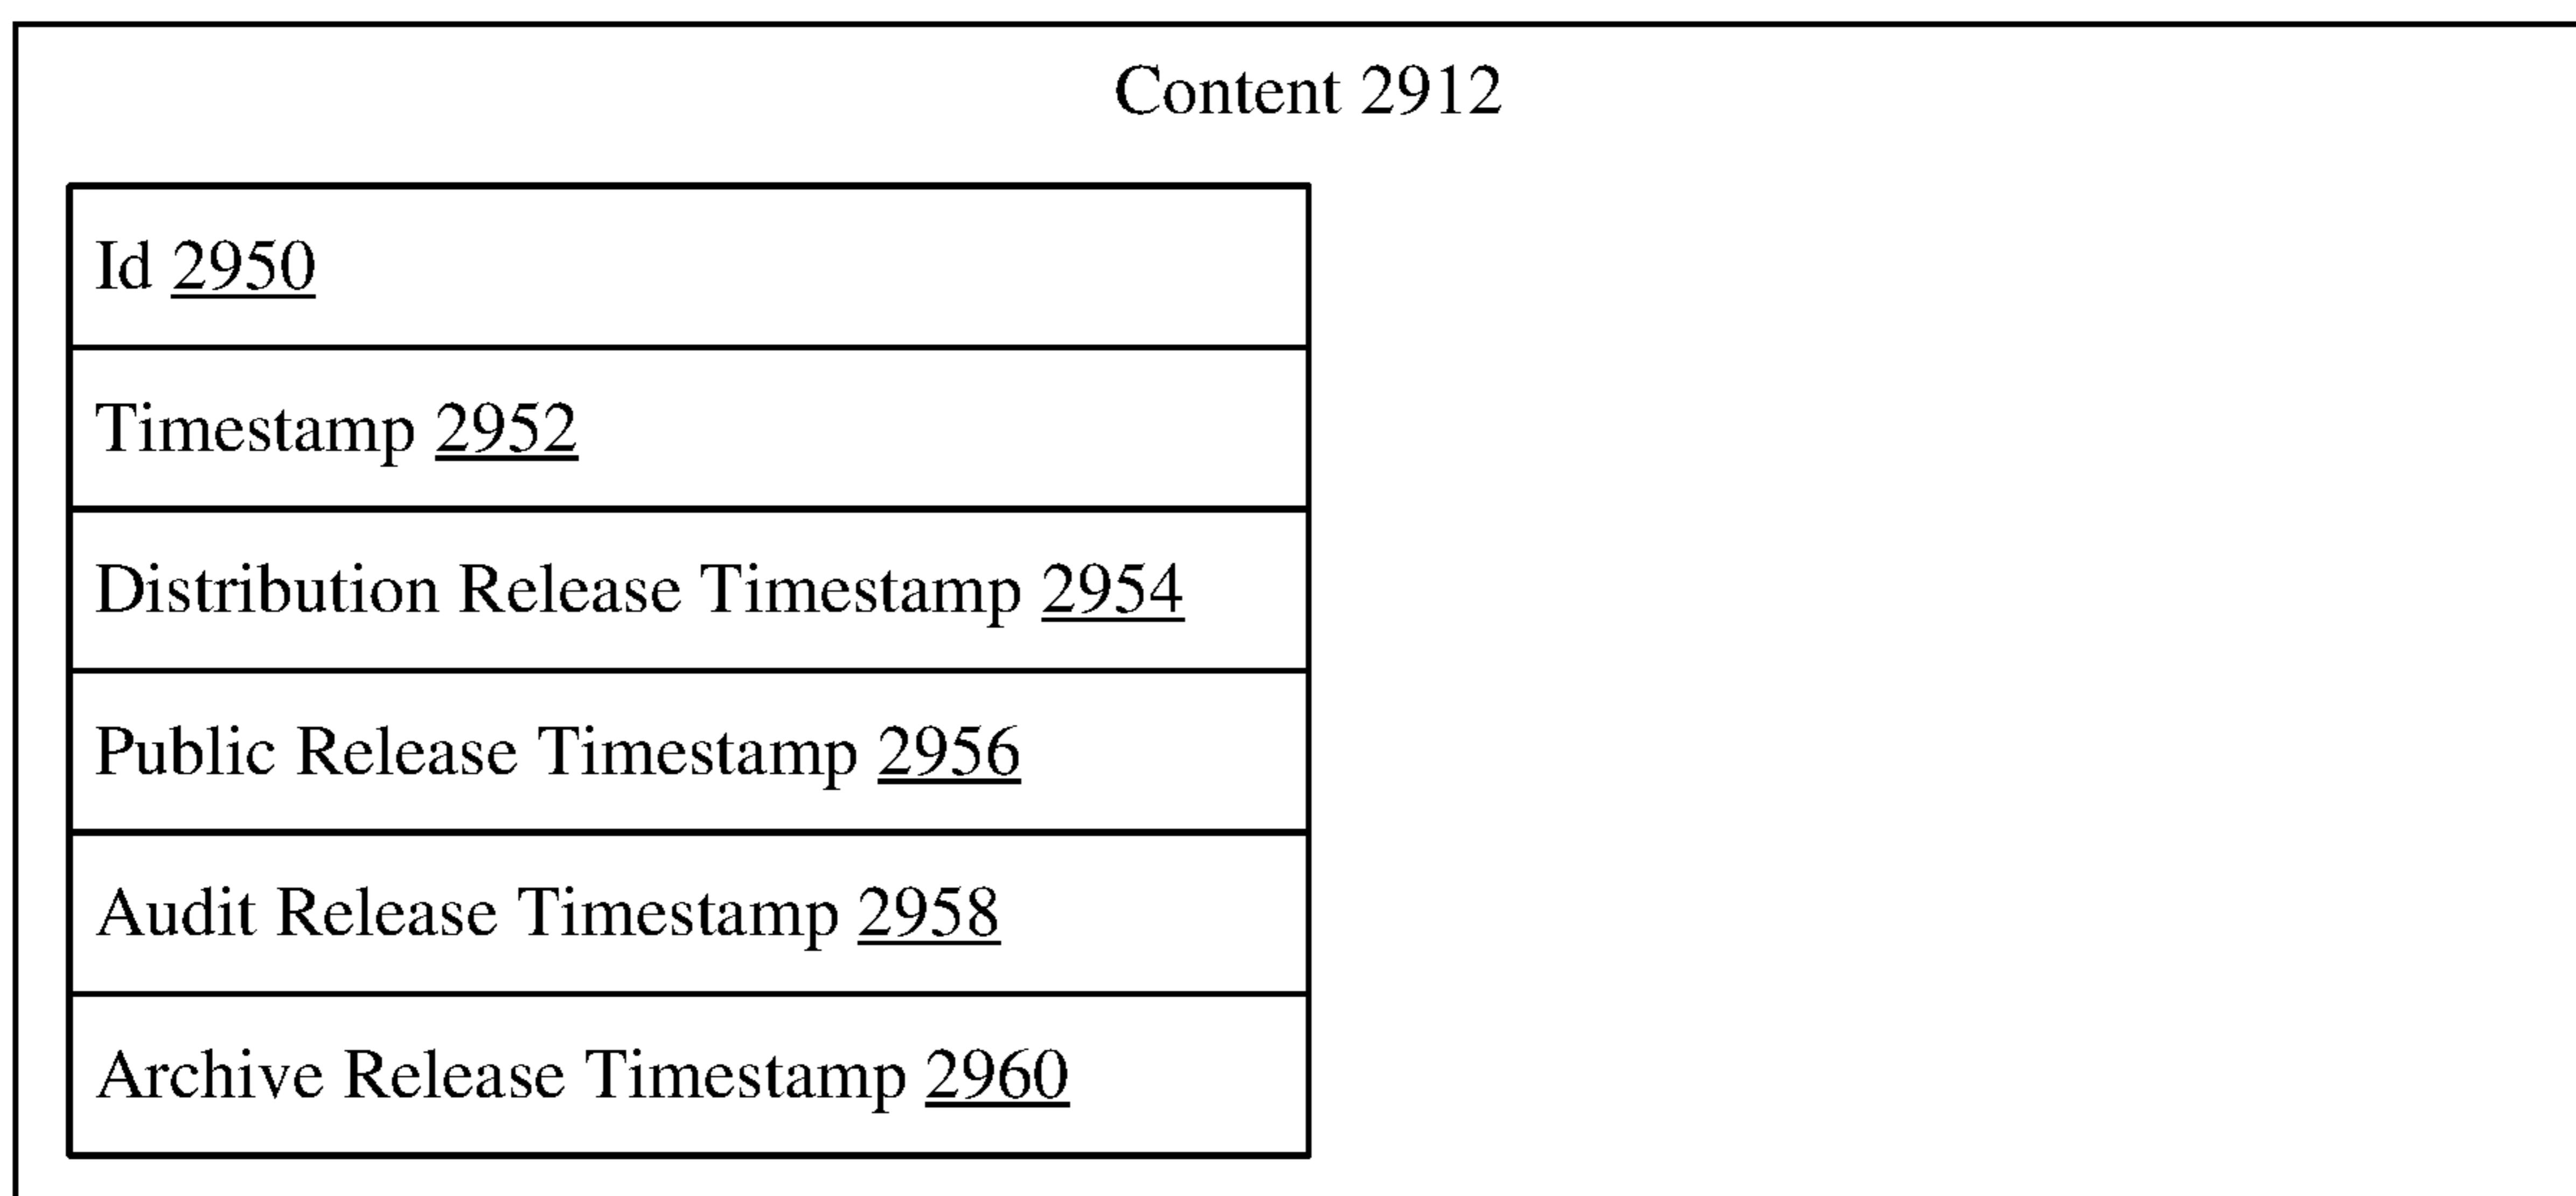 Content 2912
Id 2950
Timestamp 2952
Distribution Release Timestamp 2954
Public Release Timestamp 2956
Audit Release Timestamp 2958
Archive Release Timestamp 2960